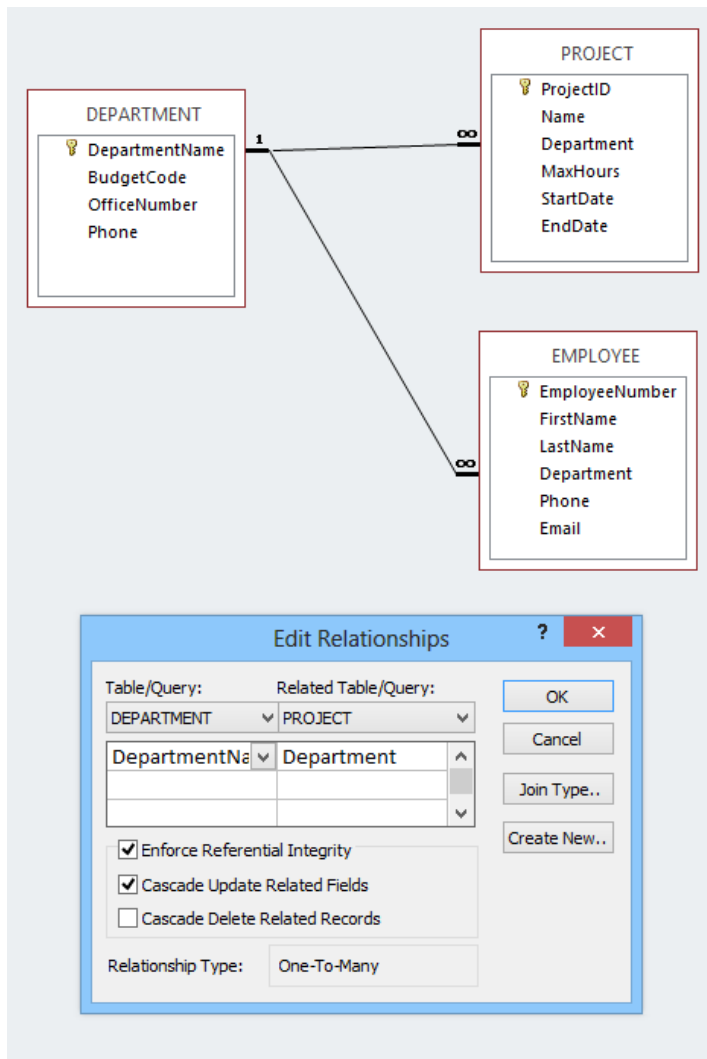 PROJECT
ProjectID
Name
Department
MaxHours
StartDate
EndDate
DEPARTMENT
DepartmentName
BudgetCode
OfficeNumber
Phone
1
∞
EMPLOYEE
EmployeeNumber
FirstName
LastName
Department
Phone
Email
∞
Edit Relationships ? ×
Table/Query: Related Table/Query:
DEPARTMENT PROJECT
DepartmentNa Department
Enforce Referential Integrity
Cascade Update Related Fields
Cascade Delete Related Records
Relationship Type: One-To-Many
OK
Cancel
Join Type..
Create New..